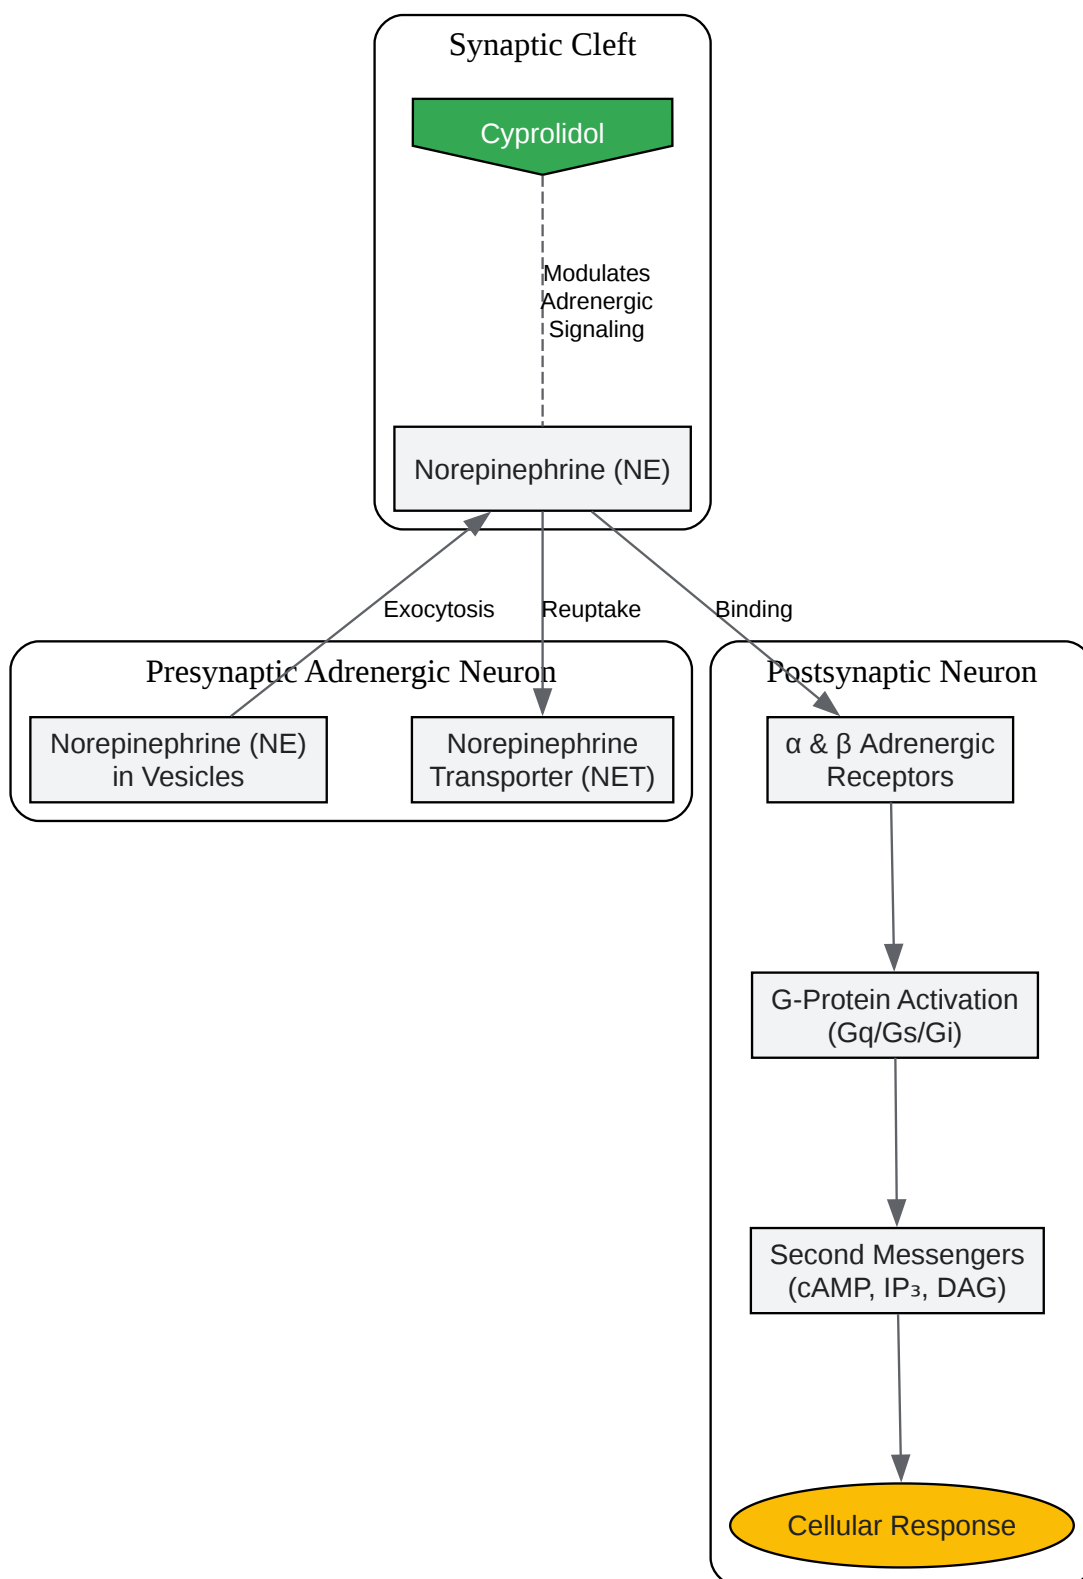 Synaptic Cleft
Cyprolidol
Modulates
Adrenergic
Signaling
Norepinephrine (NE)
Exocytosis
Reuptake
Binding
Presynaptic Adrenergic Neuron
Postsynaptic Neuron
Norepinephrine (NE)
in Vesicles
Norepinephrine
Transporter (NET)
α & β Adrenergic
Receptors
G-Protein Activation
(Gq/Gs/Gi)
Second Messengers
(cAMP, IP₃, DAG)
Cellular Response